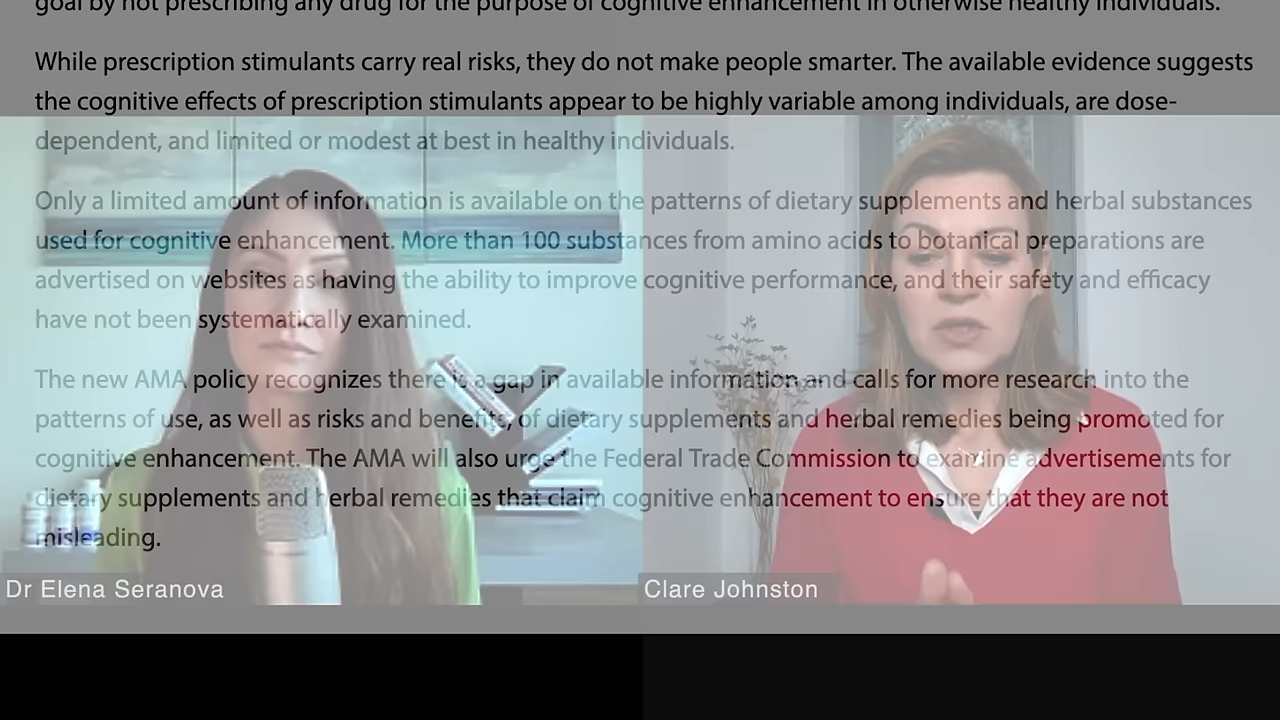 goal by not prescribing any drug for the purpose of cognitive enhancement in otherwise healthy individuals.
While prescription stimulants carry real risks, they do not make people smarter. The available evidence suggests
the cognitive effects of prescription stimulants appear to be highly variable among individuals, are dose-
dependent, and limited or modest at best in healthy individuals.
Only a limited amount of information is available on the patterns of dietary supplements and herbal substances
used for cognitive enhancement. More than 100 substances from amino acids to botanical preparations are
advertised on websites as having the ability to improve cognitive performance, and their safety and efficacy
have not been systematically examined.
The new AMA policy recognizes there is a gap in available information and calls for more research into the
patterns of use, as well as risks and benefits, of dietary supplements and herbal remedies being promoted for
cognitive enhancement. The AMA will also urge the Federal Trade Commission to examine advertisements for
dietary supplements and herbal remedies that claim cognitive enhancement to ensure that they are not
misleading.
Dr Elena Seranova
Clare Johnston